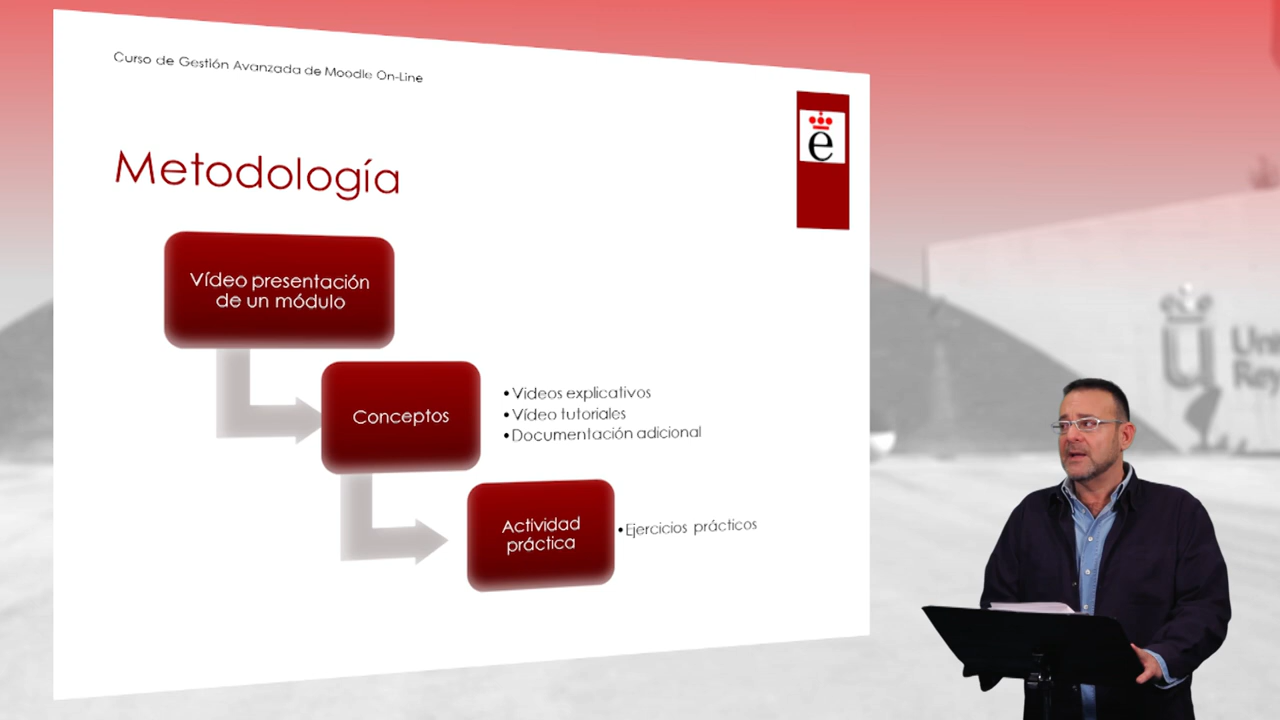 Curso de Gestión Avanzada de Moodle On-Line
e
Metodología
Vídeo presentación
de un módulo
Conceptos
•Videos explicativos
•Vídeo tutoriales
•Documentación adicional
Actividad
práctica
•Ejercicios prácticos